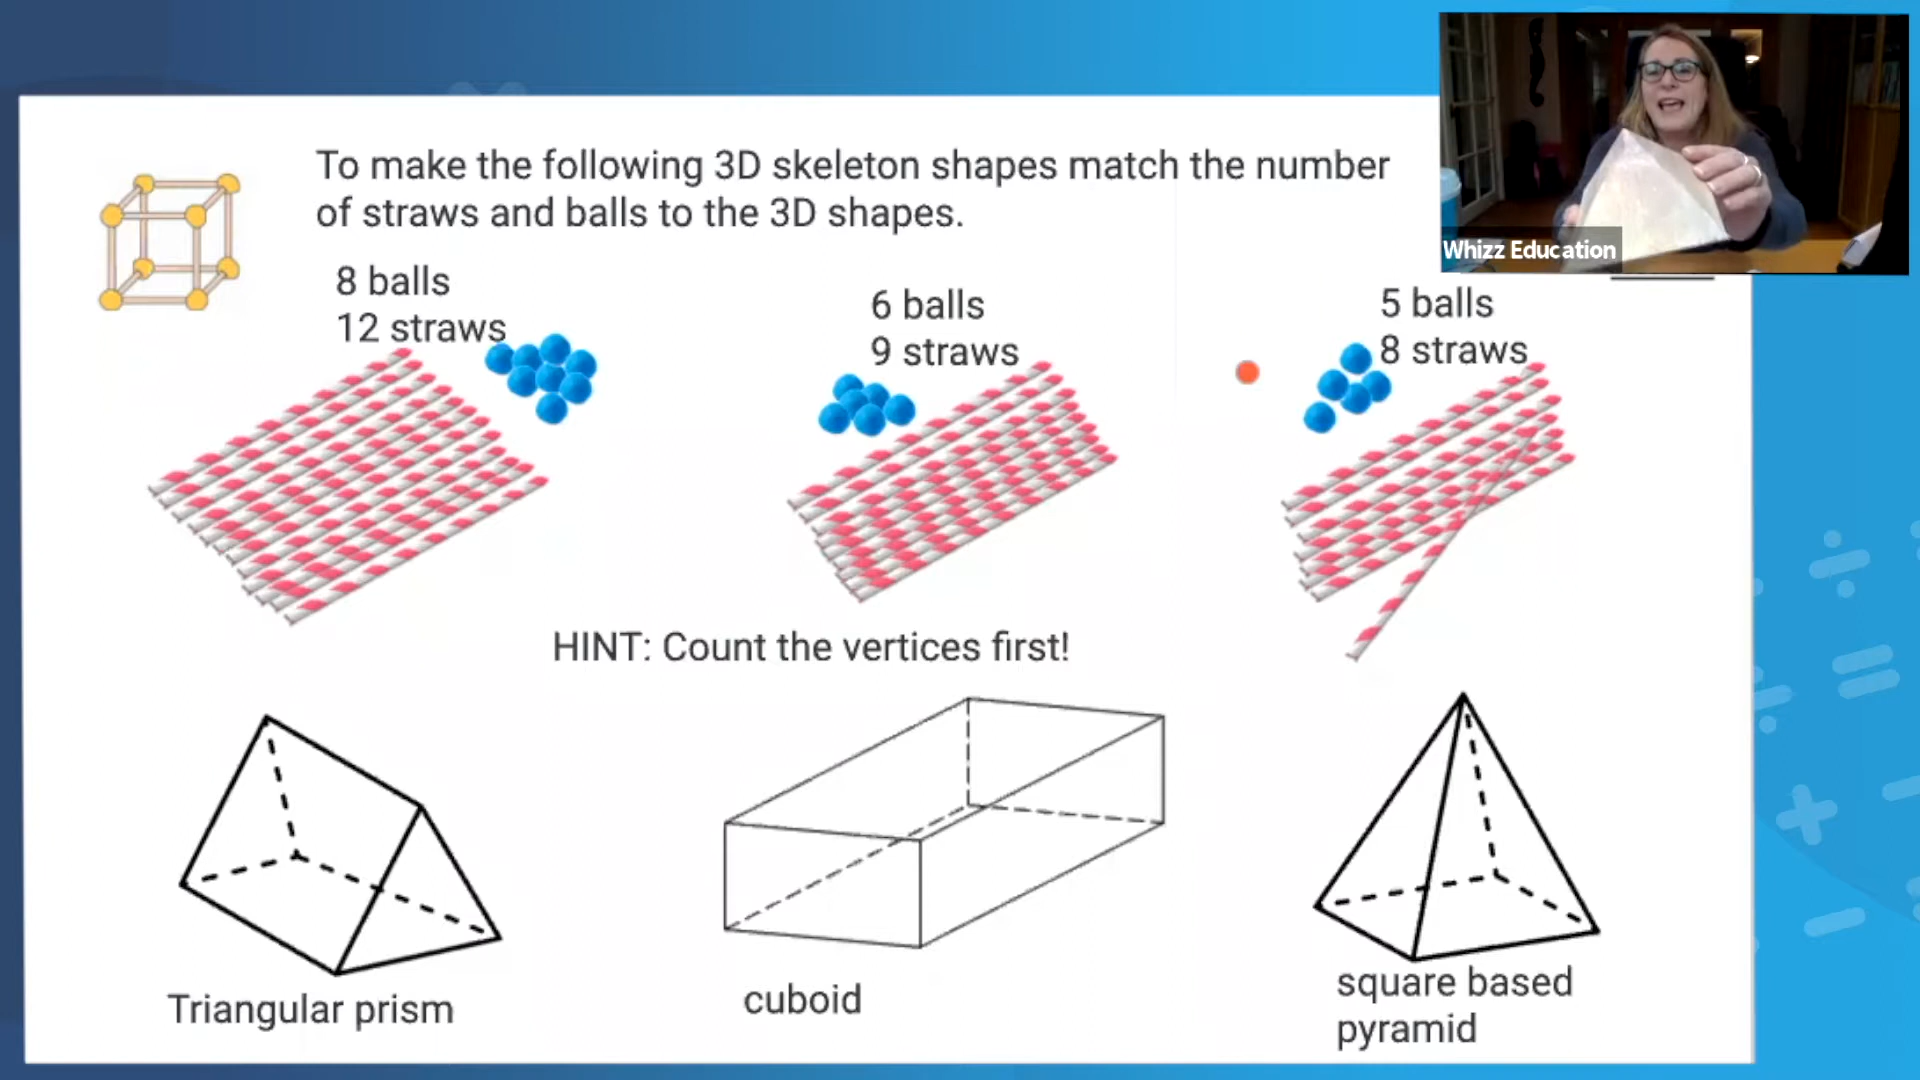 To make the following 3D skeleton shapes match the number
of straws and balls to the 3D shapes.
Whizz Education
8 balls
12 straws
6 balls
9 straws
5 balls
8 straws
HINT: Count the vertices first!
Triangular prism
cuboid
square based
pyramid